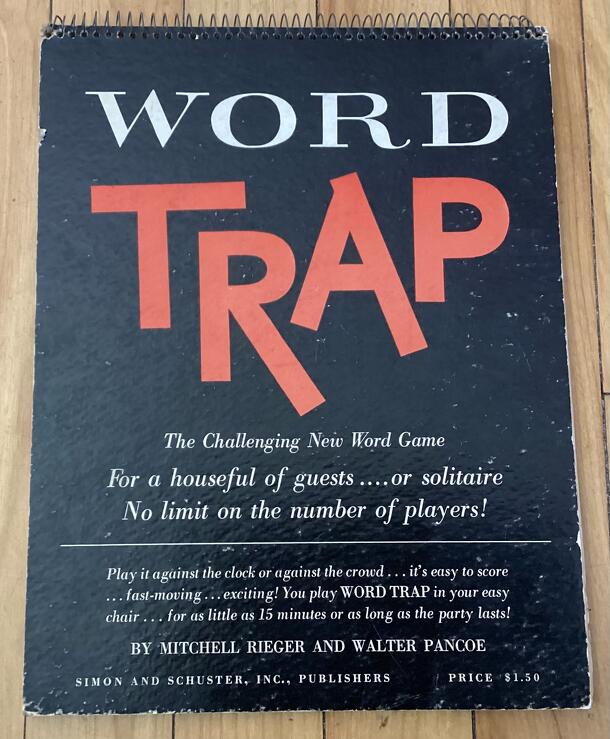 WORD
TRAP
The Challenging New Word Game
For a houseful of guests ....or solitaire
No limit on the number of players!
Play it against the clock or against the crowd ... it's easy to score
... fast-moving ... exciting! You play WORD TRAP in your easy
chair ... for as little as 15 minutes or as long as the party lasts!
BY MITCHELL RIEGER AND WALTER PANCOE
SIMON AND SCHUSTER, INC., PUBLISHERS PRICE $1.50